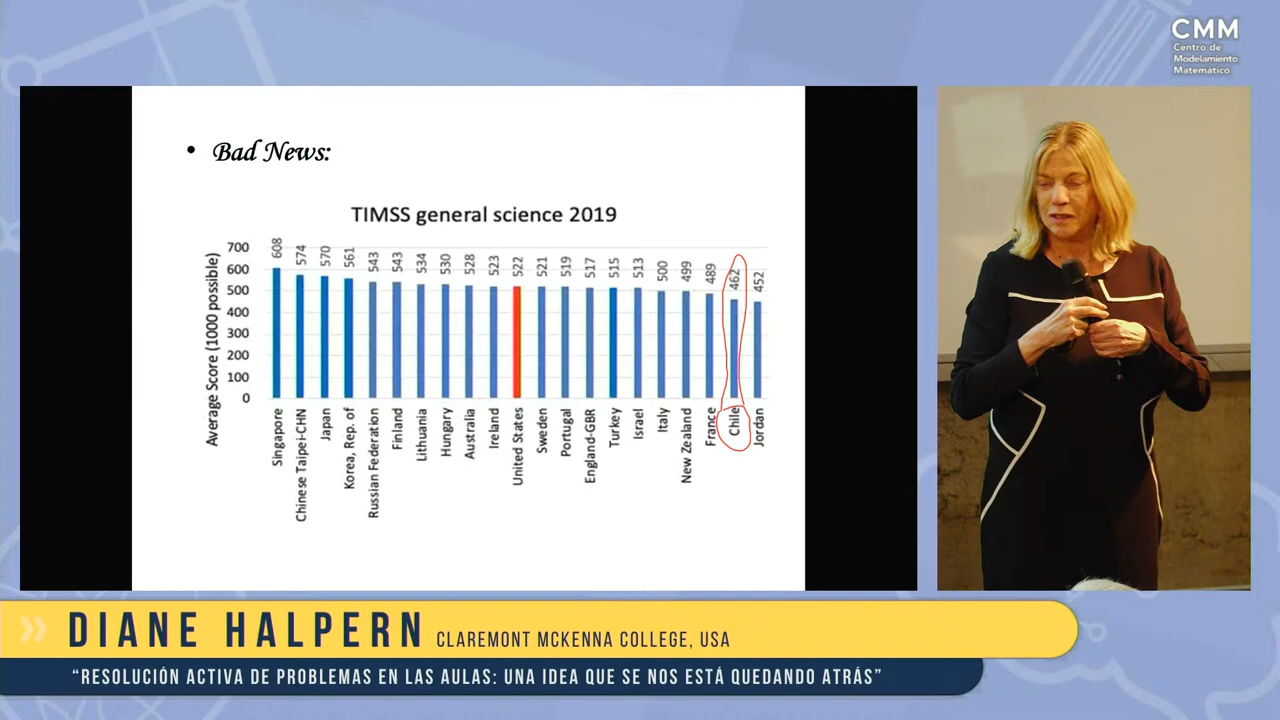 CMM
Centro de
Modelamiento
Matemático
• Bad News:
TIMSS general science 2019
Average Score (1000 possible)
700
600
500
400
300
200
100
0
608
574
570
561
543
543
534
530
528
523
522
521
519
517
515
513
500
499
489
462
452
Singapore
Chinese Taipei-CHN
Japan
Korea, Rep. of
Russian Federation
Finland
Lithuania
Hungary
Australia
Ireland
United States
Sweden
Portugal
England-GBR
Turkey
Israel
Italy
New Zealand
France
Chile
Jordan
DIANE HALPERN CLAREMONT MCKENNA COLLEGE, USA
“RESOLUCIÓN ACTIVA DE PROBLEMAS EN LAS AULAS: UNA IDEA QUE SE NOS ESTÁ QUEDANDO ATRÁS”